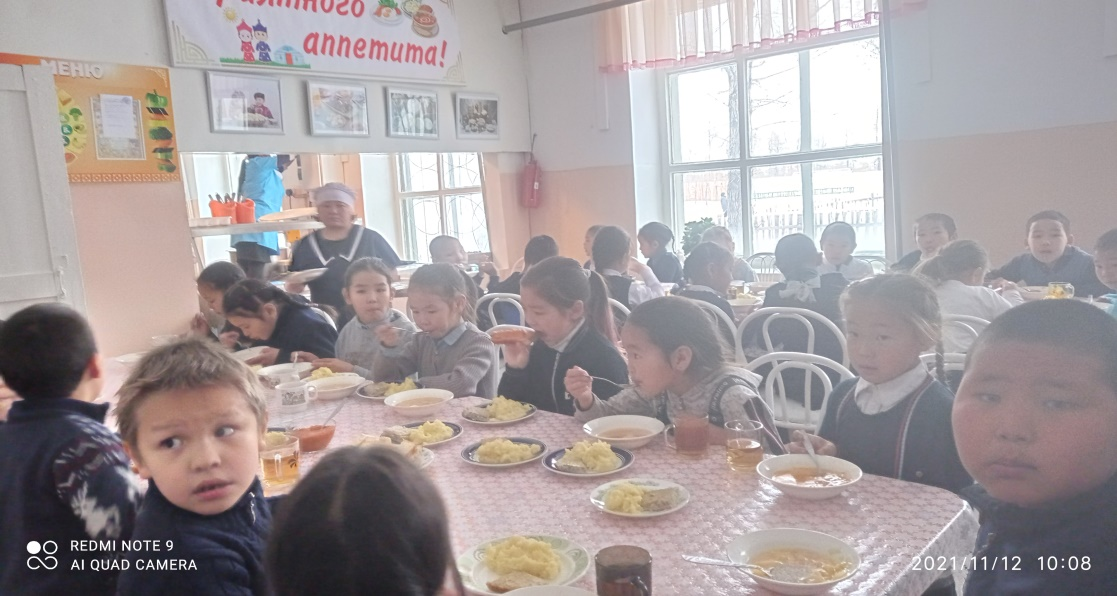 аппетита!
МЕНЮ
REDMI NOTE 9
AI QUAD CAMERA
2021/11/12 10:08